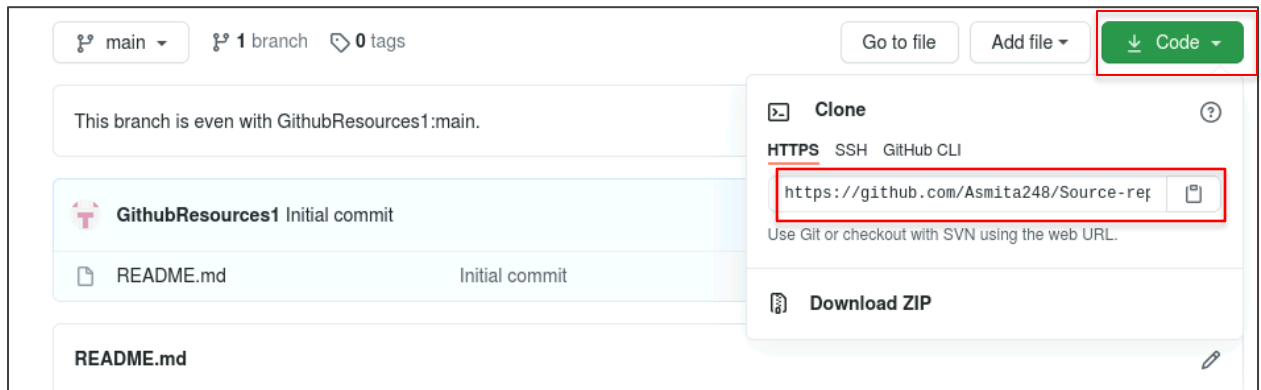 main 1 branch 0 tags Go to file Add file Code
This branch is even with GithubResources1:main.
GithubResources1 Initial commit
README.md Initial commit
README.md
Clone
HTTPS SSH GitHub CLI
https://github.com/Asmita248/Source-rep
Use Git or checkout with SVN using the web URL.
Download ZIP